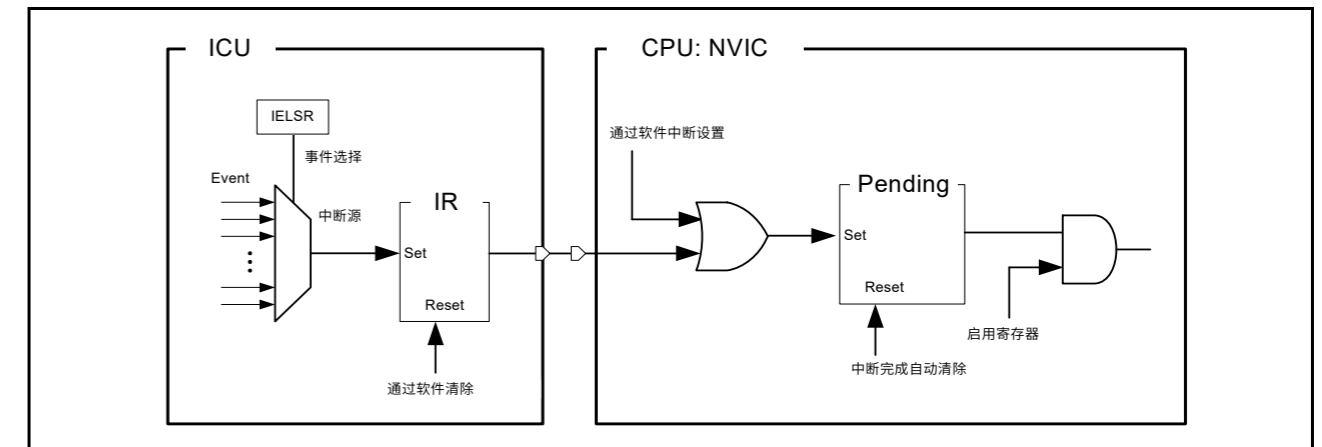 ICU
CPU: NVIC
IELSR
通过软件中断设置
事件选择
Event
Pending
IR
中断源
Set
Set
Reset
Reset
启用寄存器
中断完成自动清除
通过软件清除